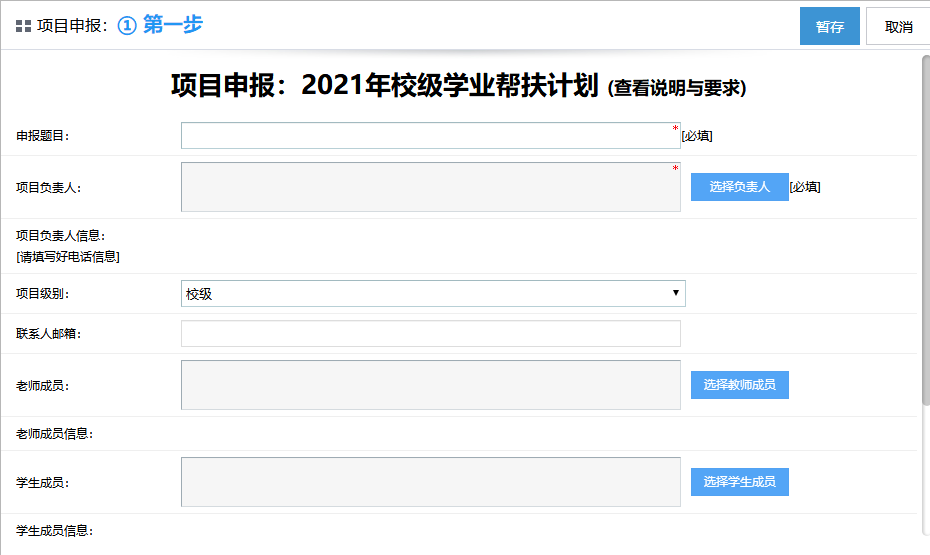 项目申报：① 第一步
暂存
取消
项目申报：2021年校级学业帮扶计划 (查看说明与要求)
申报题目：
*[必填]
项目负责人：
*
选择负责人
[必填]
项目负责人信息：
[请填写好电话信息]
项目级别：
校级
联系人邮箱：
老师成员：
选择教师成员
老师成员信息：
学生成员：
选择学生成员
学生成员信息：